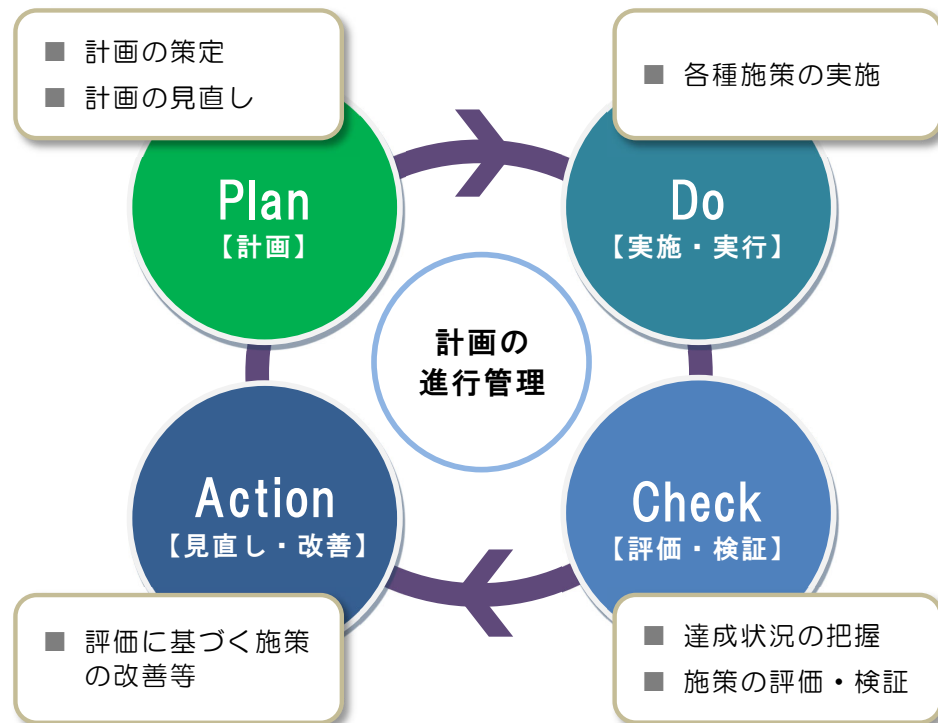 ■ 計画の策定
■ 計画の見直し
■ 各種施策の実施
Plan
【計画】
Do
【実施・実行】
計画の
進行管理
Action
【見直し・改善】
Check
【評価・検証】
■ 評価に基づく施策
の改善等
■ 達成状況の把握
■ 施策の評価・検証